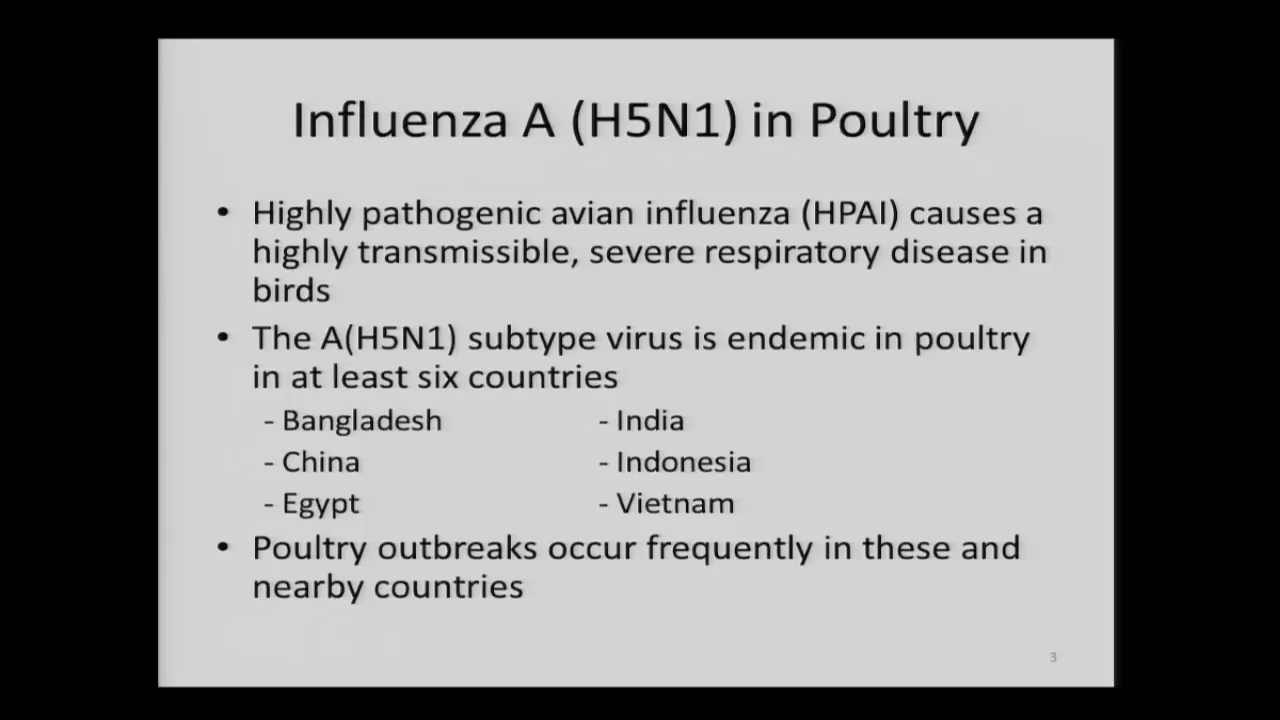 Influenza A (H5N1) in Poultry
• Highly pathogenic avian influenza (HPAI) causes a
highly transmissible, severe respiratory disease in
birds
• The A(H5N1) subtype virus is endemic in poultry
in at least six countries
- Bangladesh - India
- China - Indonesia
- Egypt - Vietnam
• Poultry outbreaks occur frequently in these and
nearby countries
3